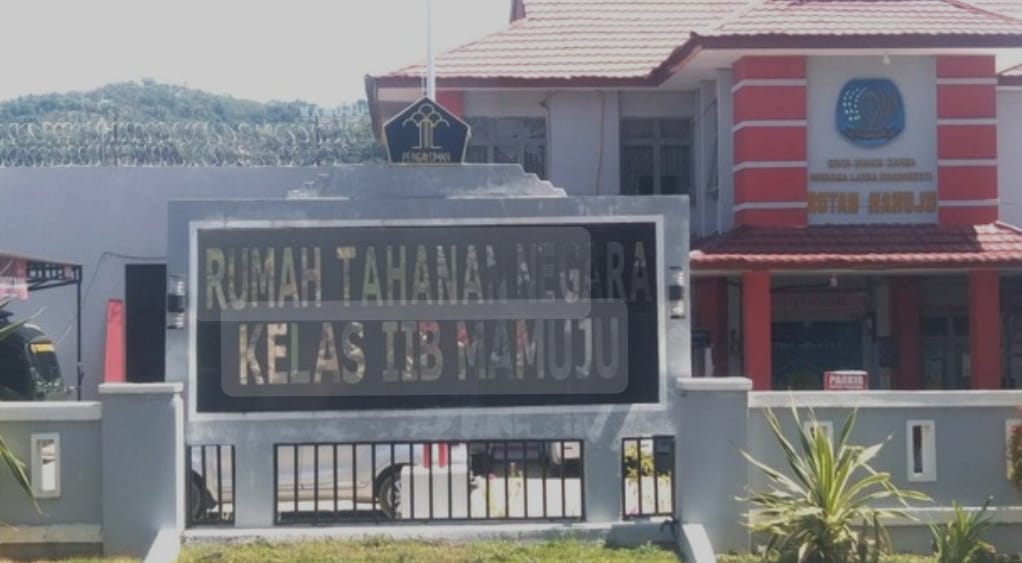 PENGAYOMAN
RUTAN MAMUJU
RUMAH TAHANAN NEGARA
KELAS IIB MAMUJU
PARKIR